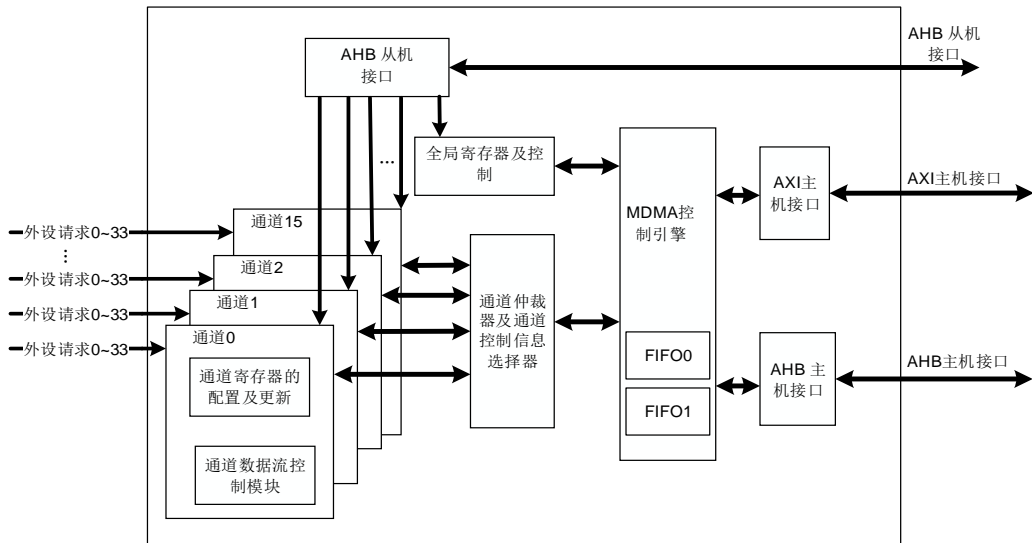 AHB 从机
接口
AHB 从机
接口
全局寄存器及控
制
...
MDMA控
制引擎
AXI主
机接口
AXI主机接口
通道15
外设请求0~33
...
通道2
外设请求0~33
通道1
外设请求0~33
通道0
外设请求0~33
通道仲裁
器及通道
控制信息
选择器
FIFO0
FIFO1
AHB 主
机接口
AHB主机接口
通道寄存器的
配置及更新
通道数据流控
制模块